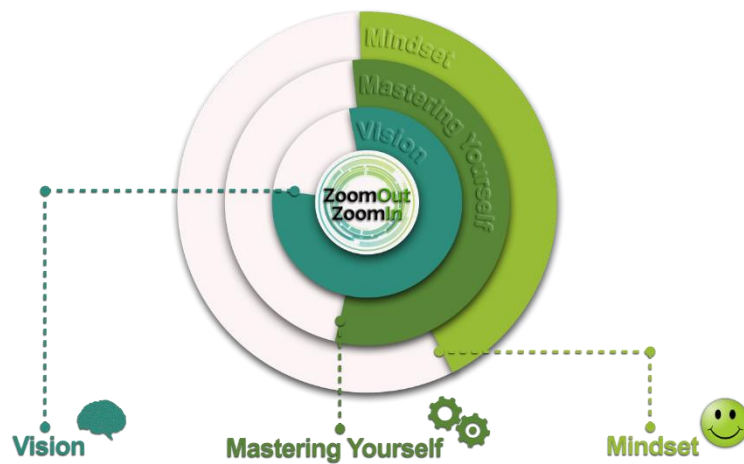 Mindset
Mastering Yourself
Vision
ZoomOut
ZoomIn
Vision
Mastering Yourself
Mindset